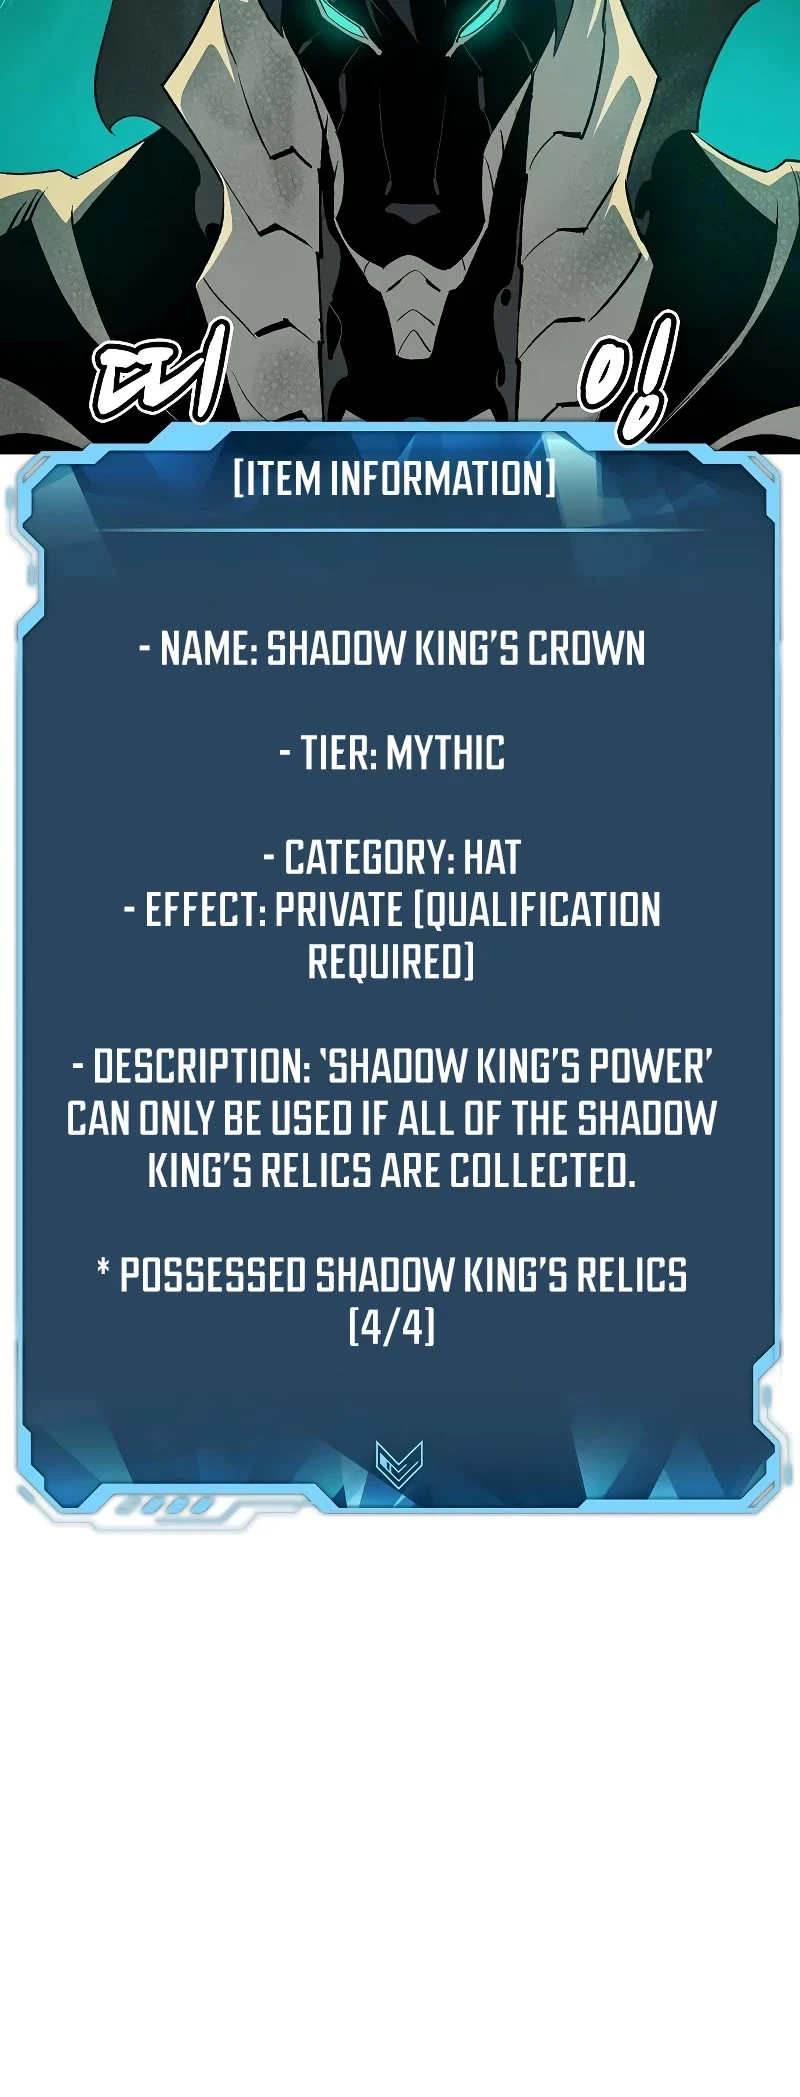 띠 잉
[ITEM INFORMATION]
- NAME: SHADOW KING'S CROWN
- TIER: MYTHIC
- CATEGORY: HAT
- EFFECT: PRIVATE [QUALIFICATION
REQUIRED]
- DESCRIPTION: 'SHADOW KING'S POWER'
CAN ONLY BE USED IF ALL OF THE SHADOW
KING'S RELICS ARE COLLECTED.
* POSSESSED SHADOW KING'S RELICS
[4/4]